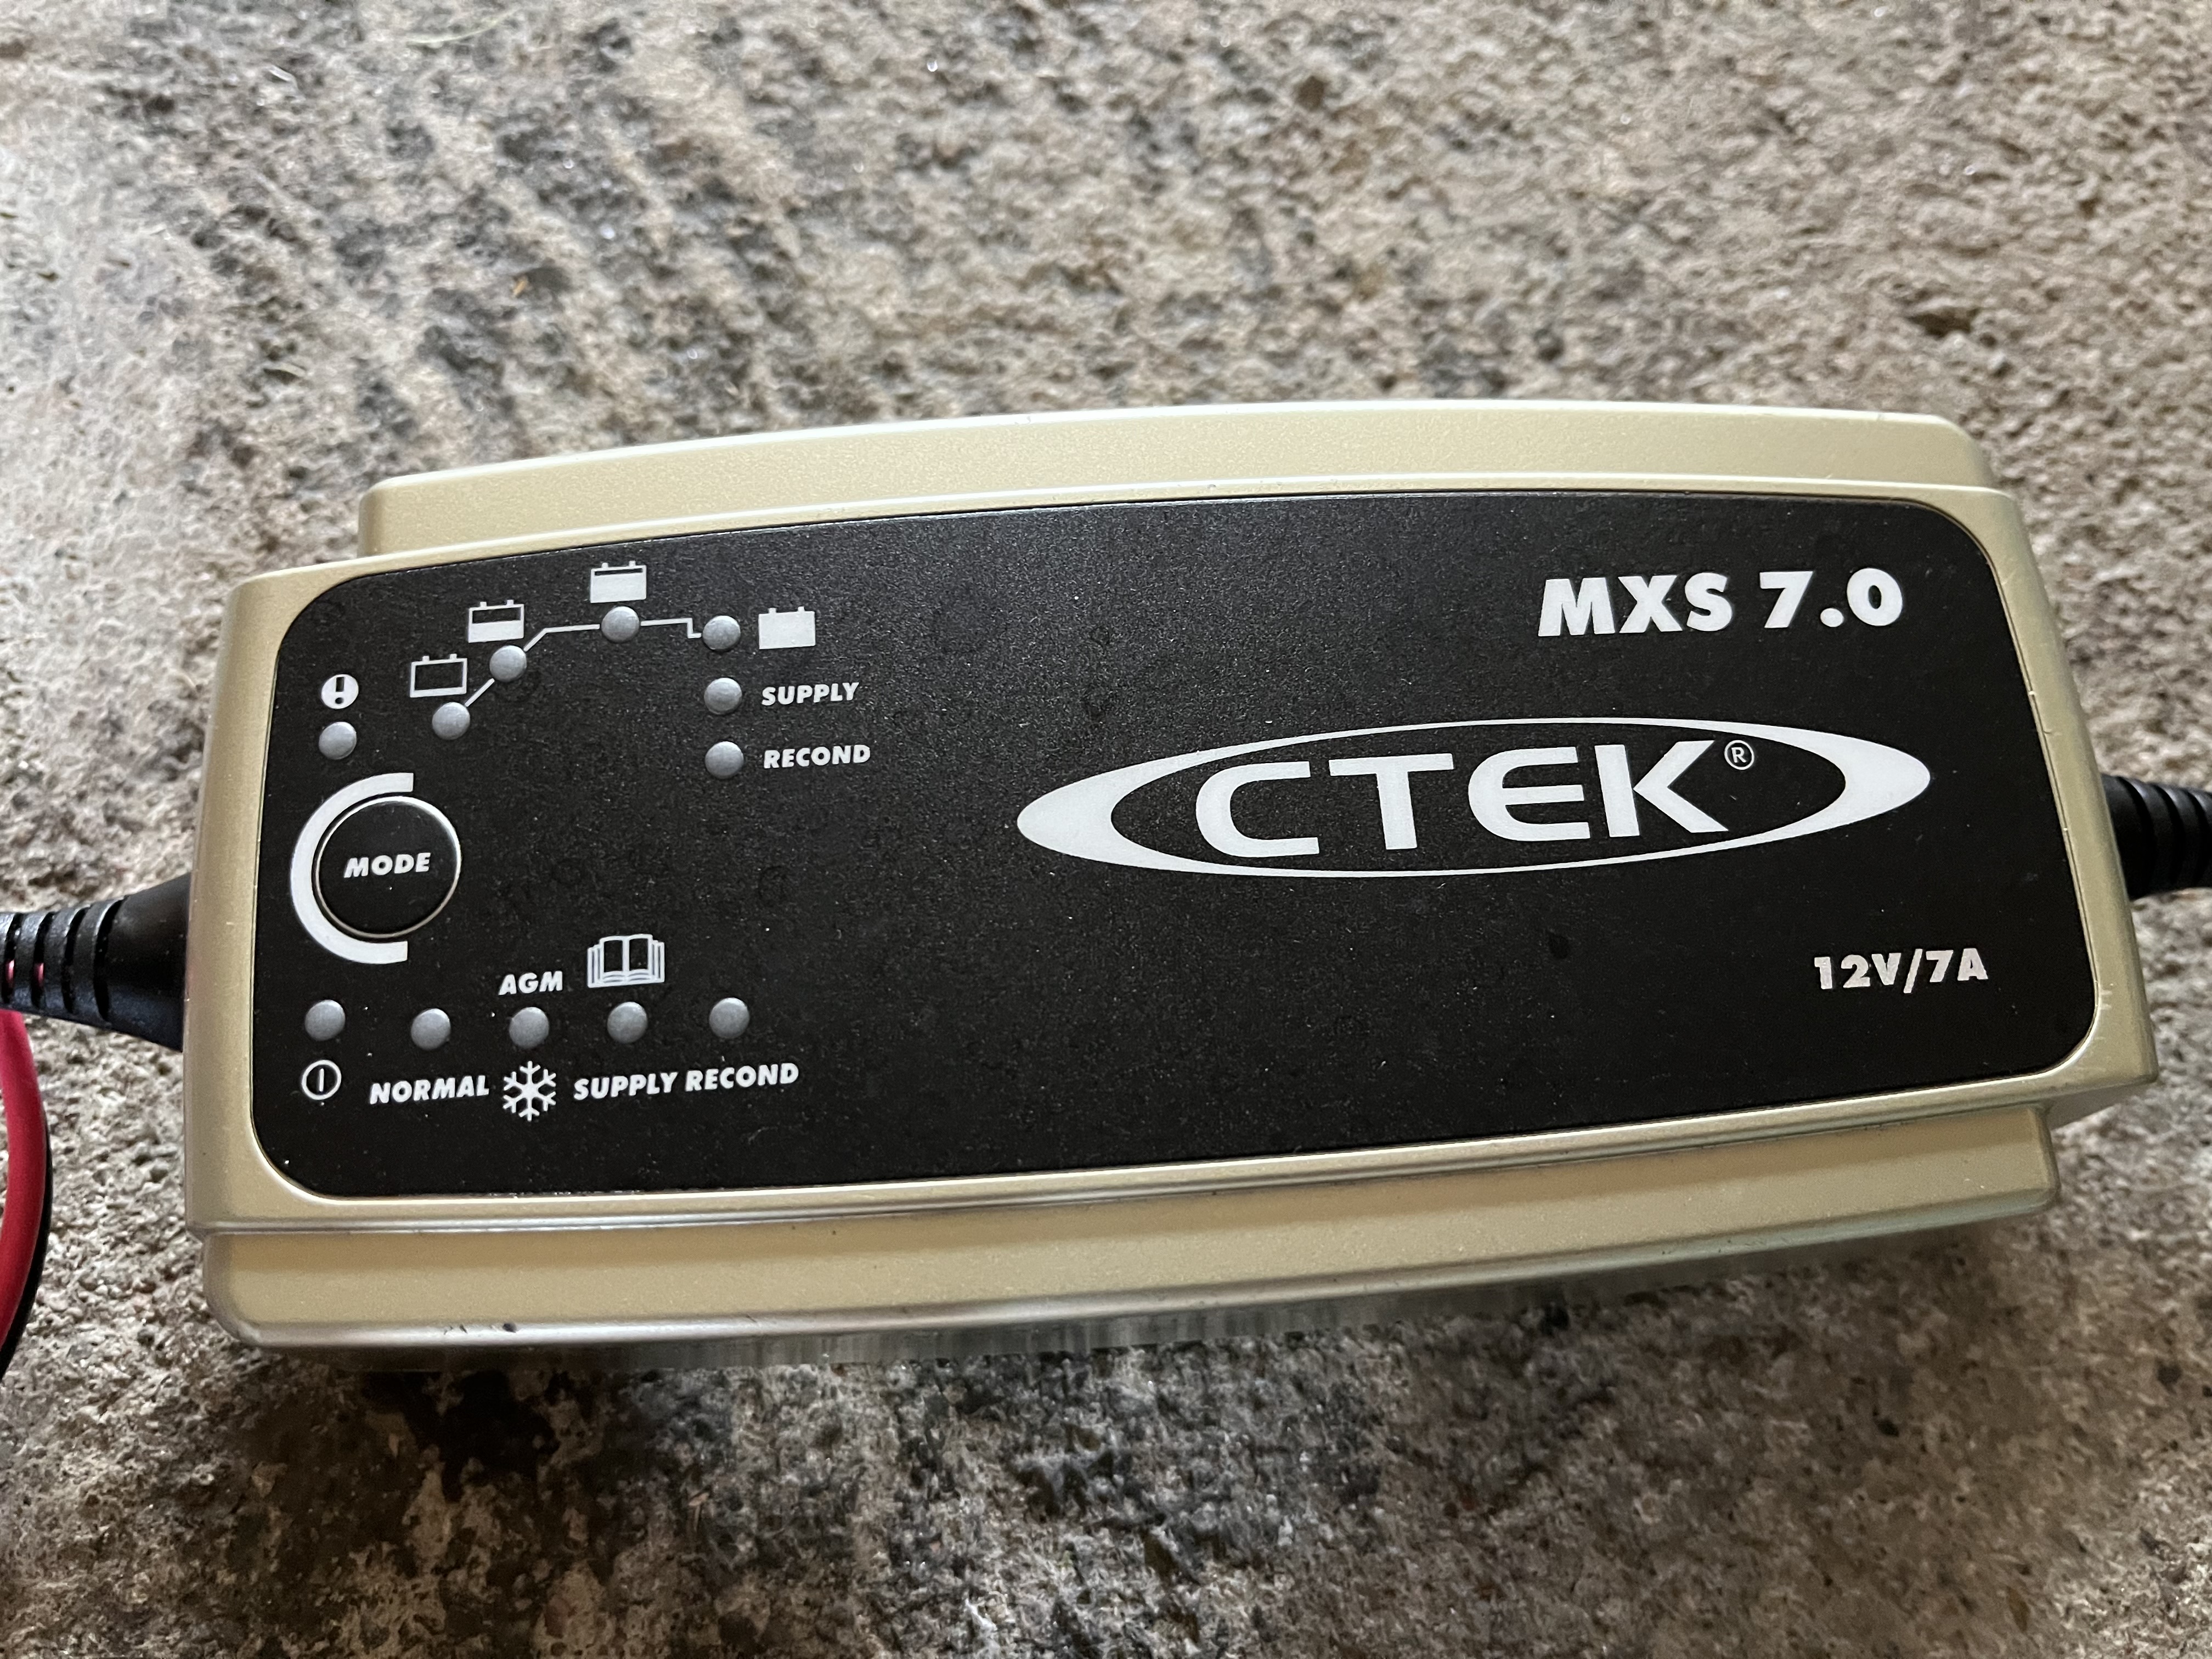 MXS 7.0
SUPPLY
RECOND
CTEK®
MODE
AGM
12V/7A
NORMAL SUPPLY RECOND